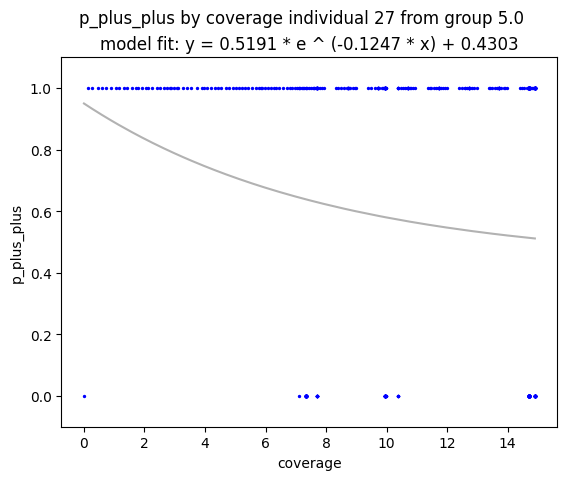 p_plus_plus by coverage individual 27 from group 5.0
model fit: y = 0.5191 * e ^ (-0.1247 * x) + 0.4303
1.0
0.8
0.6
0.4
0.2
0.0
p_plus_plus
0 2 4 6 8 10 12 14
coverage